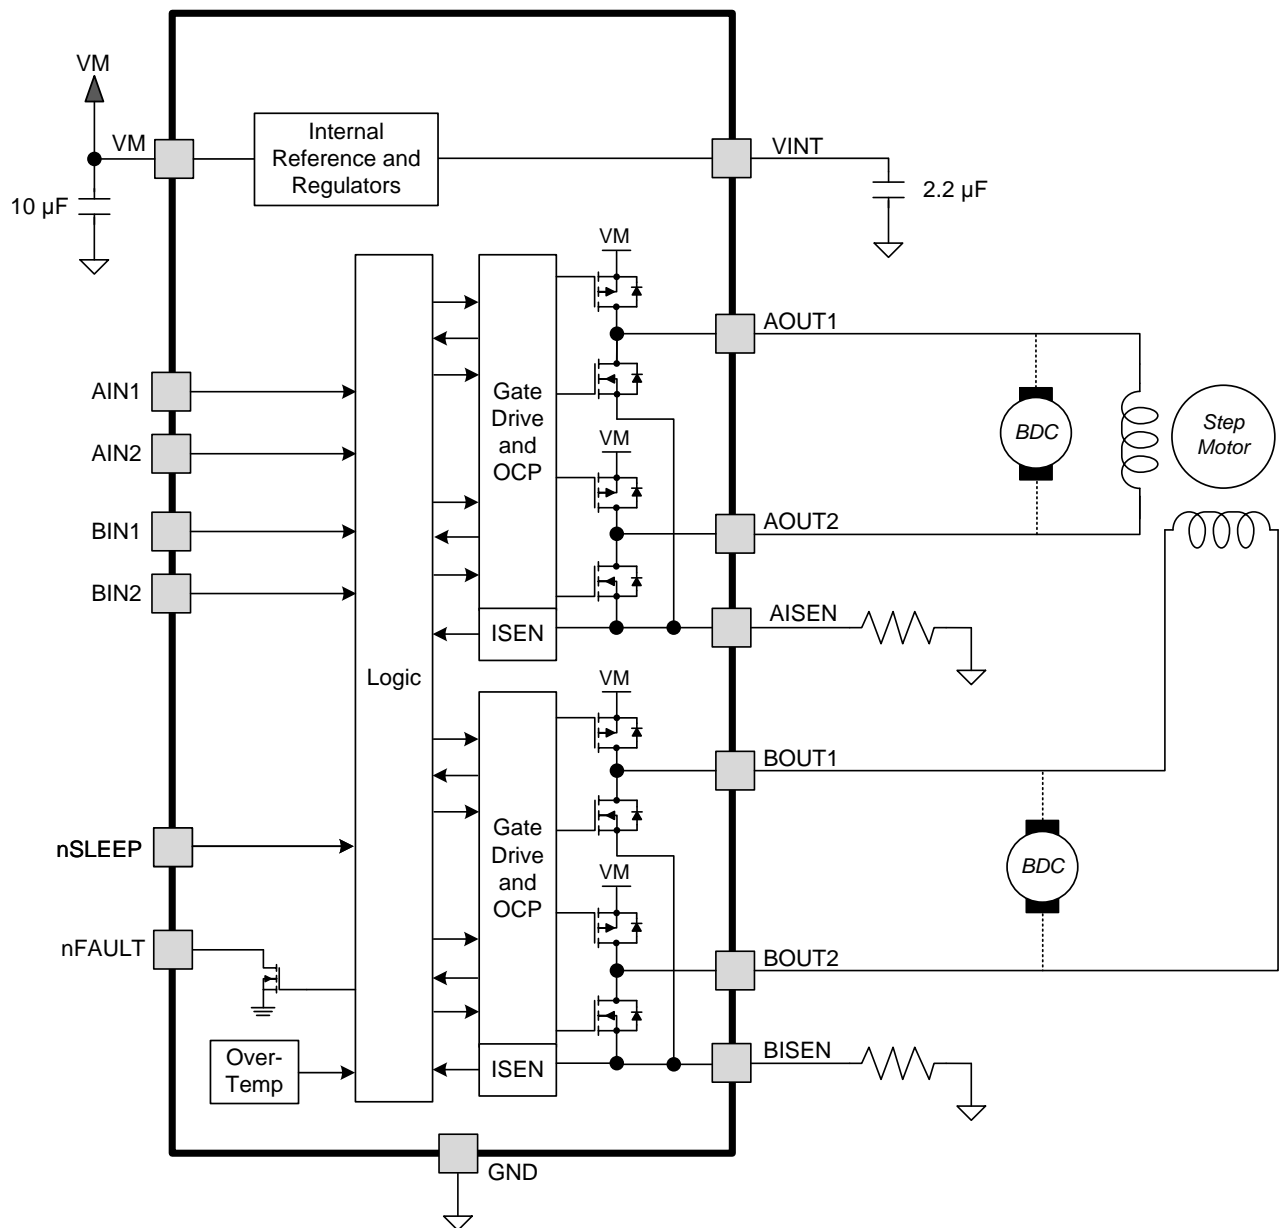 VM
VM
Internal
Reference and
Regulators
VINT
10 µF
2.2 µF
VM
AOUT1
AIN1
Gate
Drive
and
OCP
BDC
Step
Motor
AIN2
VM
BIN1
AOUT2
BIN2
ISEN
AISEN
Logic
VM
BOUT1
nSLEEP
Gate
Drive
and
OCP
VM
BDC
nFAULT
BOUT2
Over-
Temp
ISEN
BISEN
GND